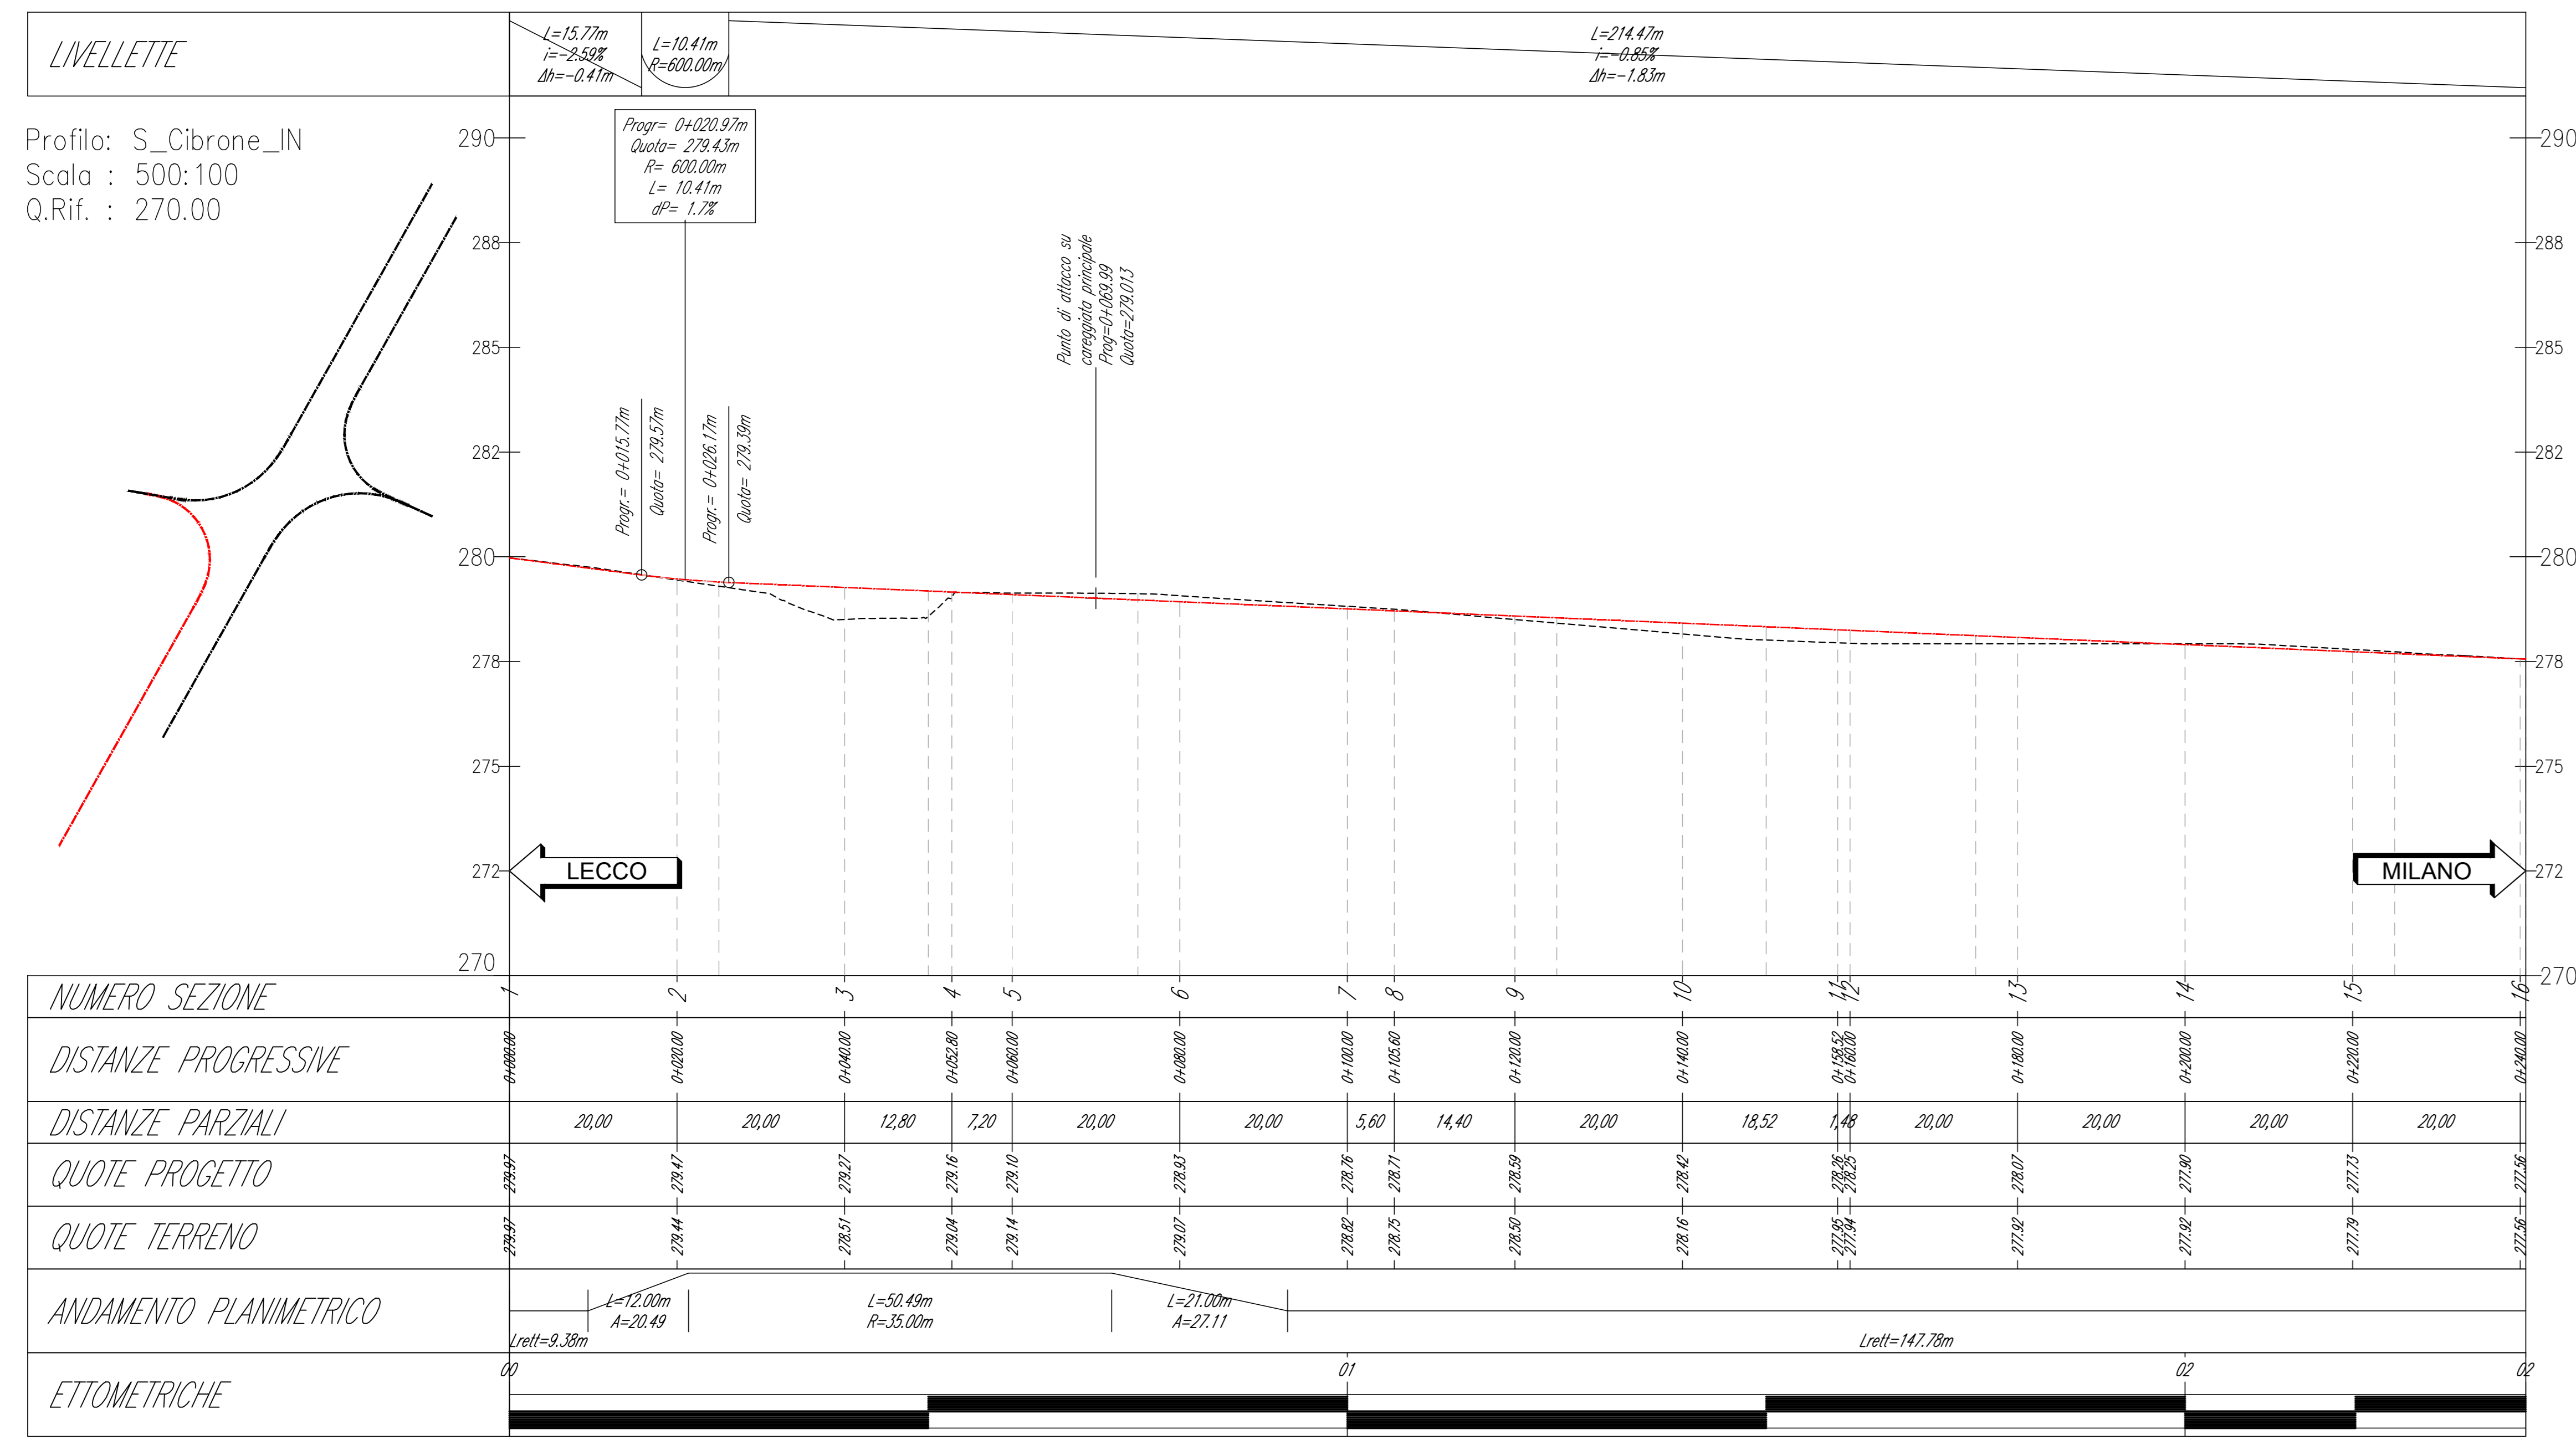 LIVELLETTE
L=15.77m
i=-2.59%
Δh=-0.41m
L=10.41m
R=600.00m
L=214.47m
i=-0.85%
Δh=-1.83m
Profilo: S_Cibrone_IN
Scala : 500:100
Q.Rif. : 270.00
Progr= 0+020.97m
Quota= 279.43m
R= 600.00m
L= 10.41m
dP= 1.7%
290
288
285
282
280
278
275
272
270
Progr.= 0+015.77m
Quota= 279.57m
Progr.= 0+026.17m
Quota= 279.39m
Punto di attacco su
careggiata principale
Prog=0+069.99
Quota=279.013
290
288
285
282
280
278
275
272
270
LECCO
MILANO
NUMERO SEZIONE
1 2 3 4 5 6 7 8 9 10 11 12 13 14 15 16
DISTANZE PROGRESSIVE
0+000.00 0+020.00 0+040.00 0+052.80 0+060.00 0+080.00 0+100.00 0+105.60 0+120.00 0+140.00 0+158.52 0+160.00 0+180.00 0+200.00 0+220.00 0+240.00
DISTANZE PARZIALI
20,00 20,00 12,80 7,20 20,00 20,00 5,60 14,40 20,00 18,52 1,48 20,00 20,00 20,00 20,00
QUOTE PROGETTO
279.97 279.47 279.27 279.16 279.10 278.93 278.76 278.71 278.59 278.42 278.26 278.25 278.07 277.90 277.73 277.56
QUOTE TERRENO
279.97 279.44 278.51 279.04 279.14 279.07 278.82 278.75 278.50 278.16 277.95 277.94 277.92 277.92 277.79 277.56
ANDAMENTO PLANIMETRICO
Lrett=9.38m
L=12.00m
A=20.49
L=50.49m
R=35.00m
L=21.00m
A=27.11
Lrett=147.78m
ETTOMETRICHE
00 01 02 02